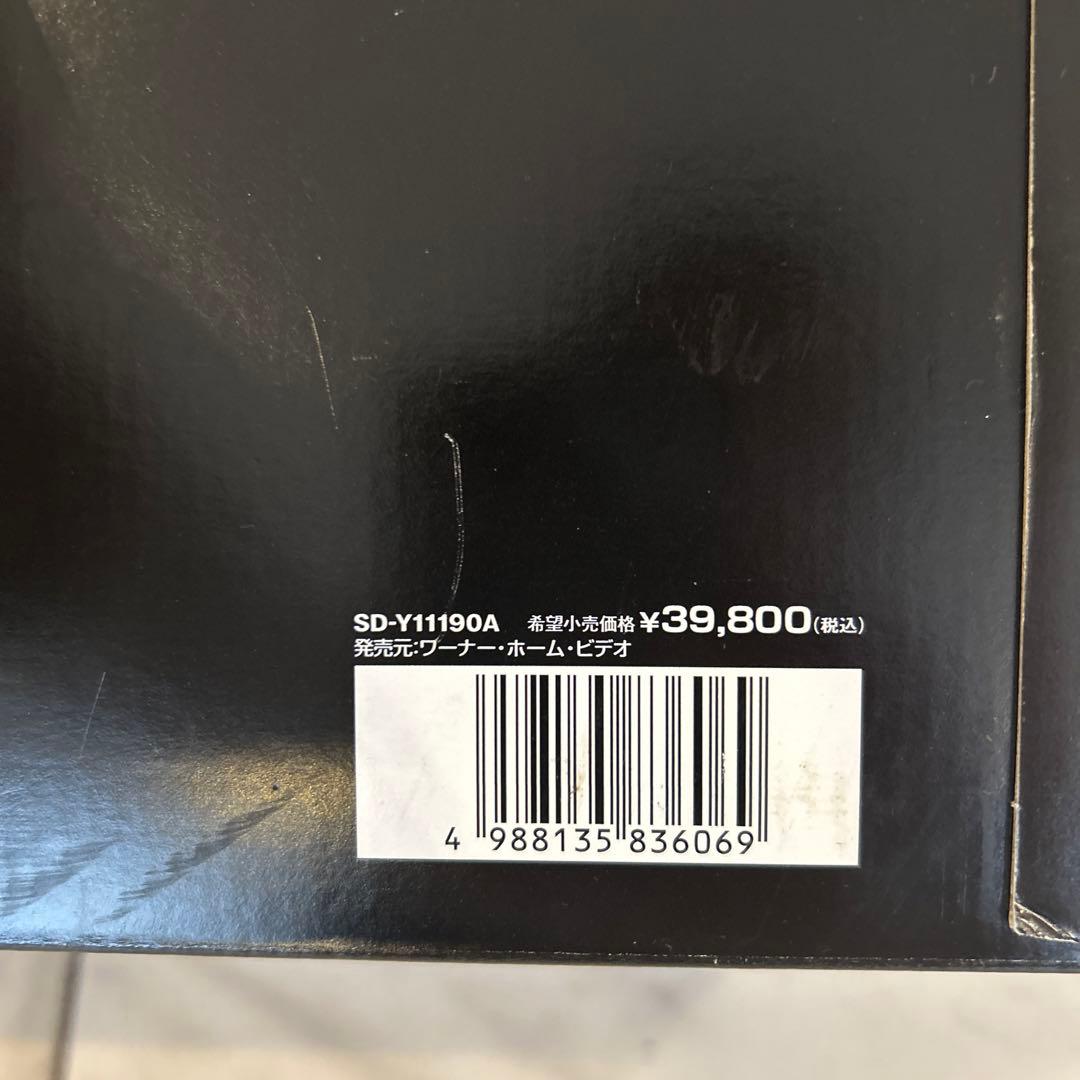 SD-Y11190A 希望小売価格 ¥39,800(税込)
発売元:ワーナー・ホーム・ビデオ
4 988135 836069